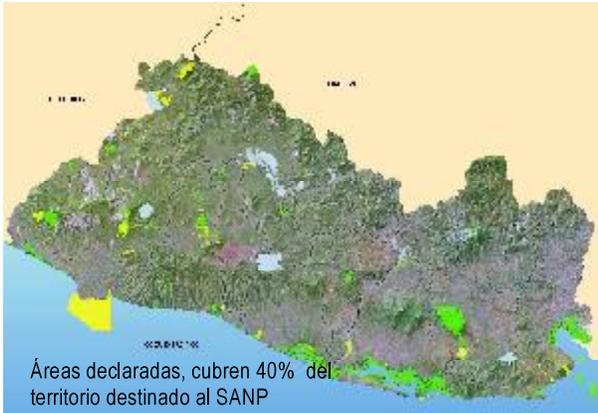 Áreas declaradas, cubren 40% del
territorio destinado al SANP